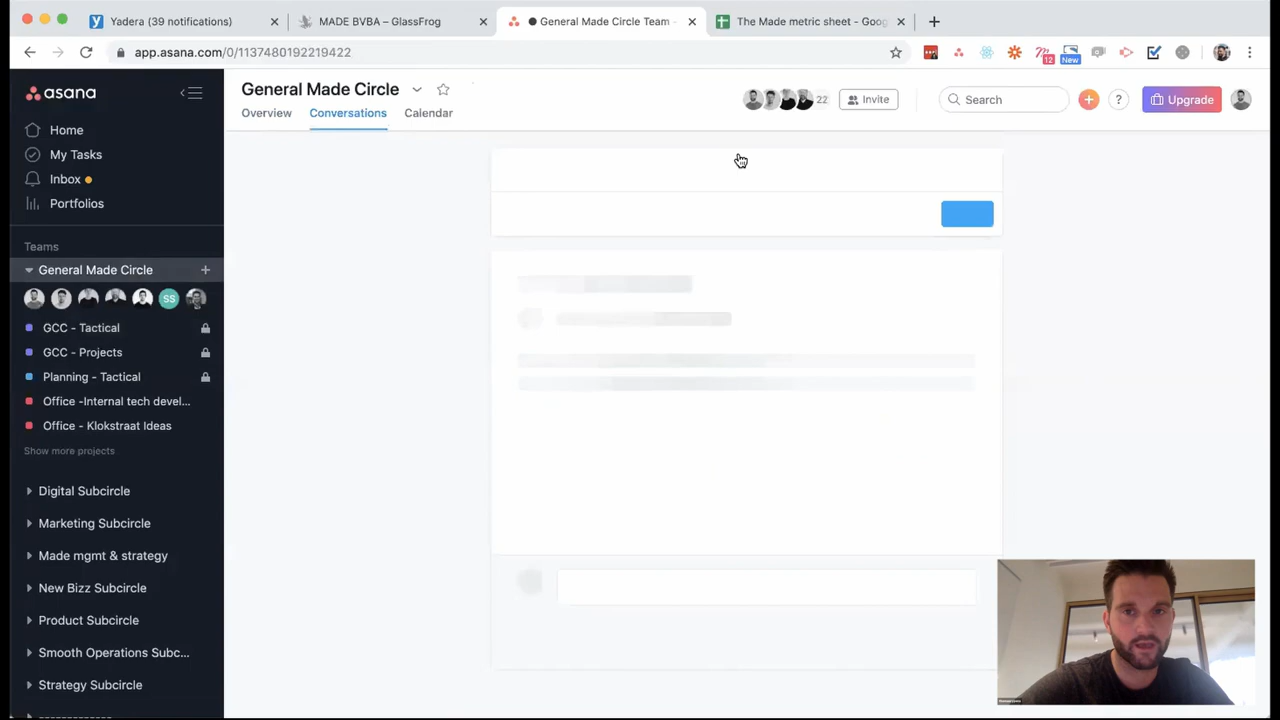 Yadera (39 notifications)
MADE BVBA – GlassFrog
General Made Circle Team -
The Made metric sheet - Goog
app.asana.com/0/1137480192219422
12
New
asana
Home
My Tasks
Inbox
Portfolios
Teams
General Made Circle
SS
GCC - Tactical
GCC - Projects
Planning - Tactical
Office -Internal tech devel...
Office - Klokstraat Ideas
Show more projects
Digital Subcircle
Marketing Subcircle
Made mgmt & strategy
New Bizz Subcircle
Product Subcircle
Smooth Operations Subc...
Strategy Subcircle
General Made Circle
Overview
Conversations
Calendar
22
Invite
Search
?
Upgrade